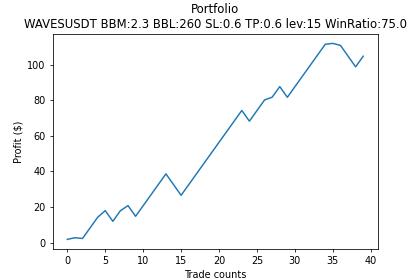 Portfolio
WAVESUSDT BBM:2.3 BBL:260 SL:0.6 TP:0.6 lev:15 WinRatio:75.0
Profit ($)
100
80
60
40
20
0
0 5 10 15 20 25 30 35 40
Trade counts